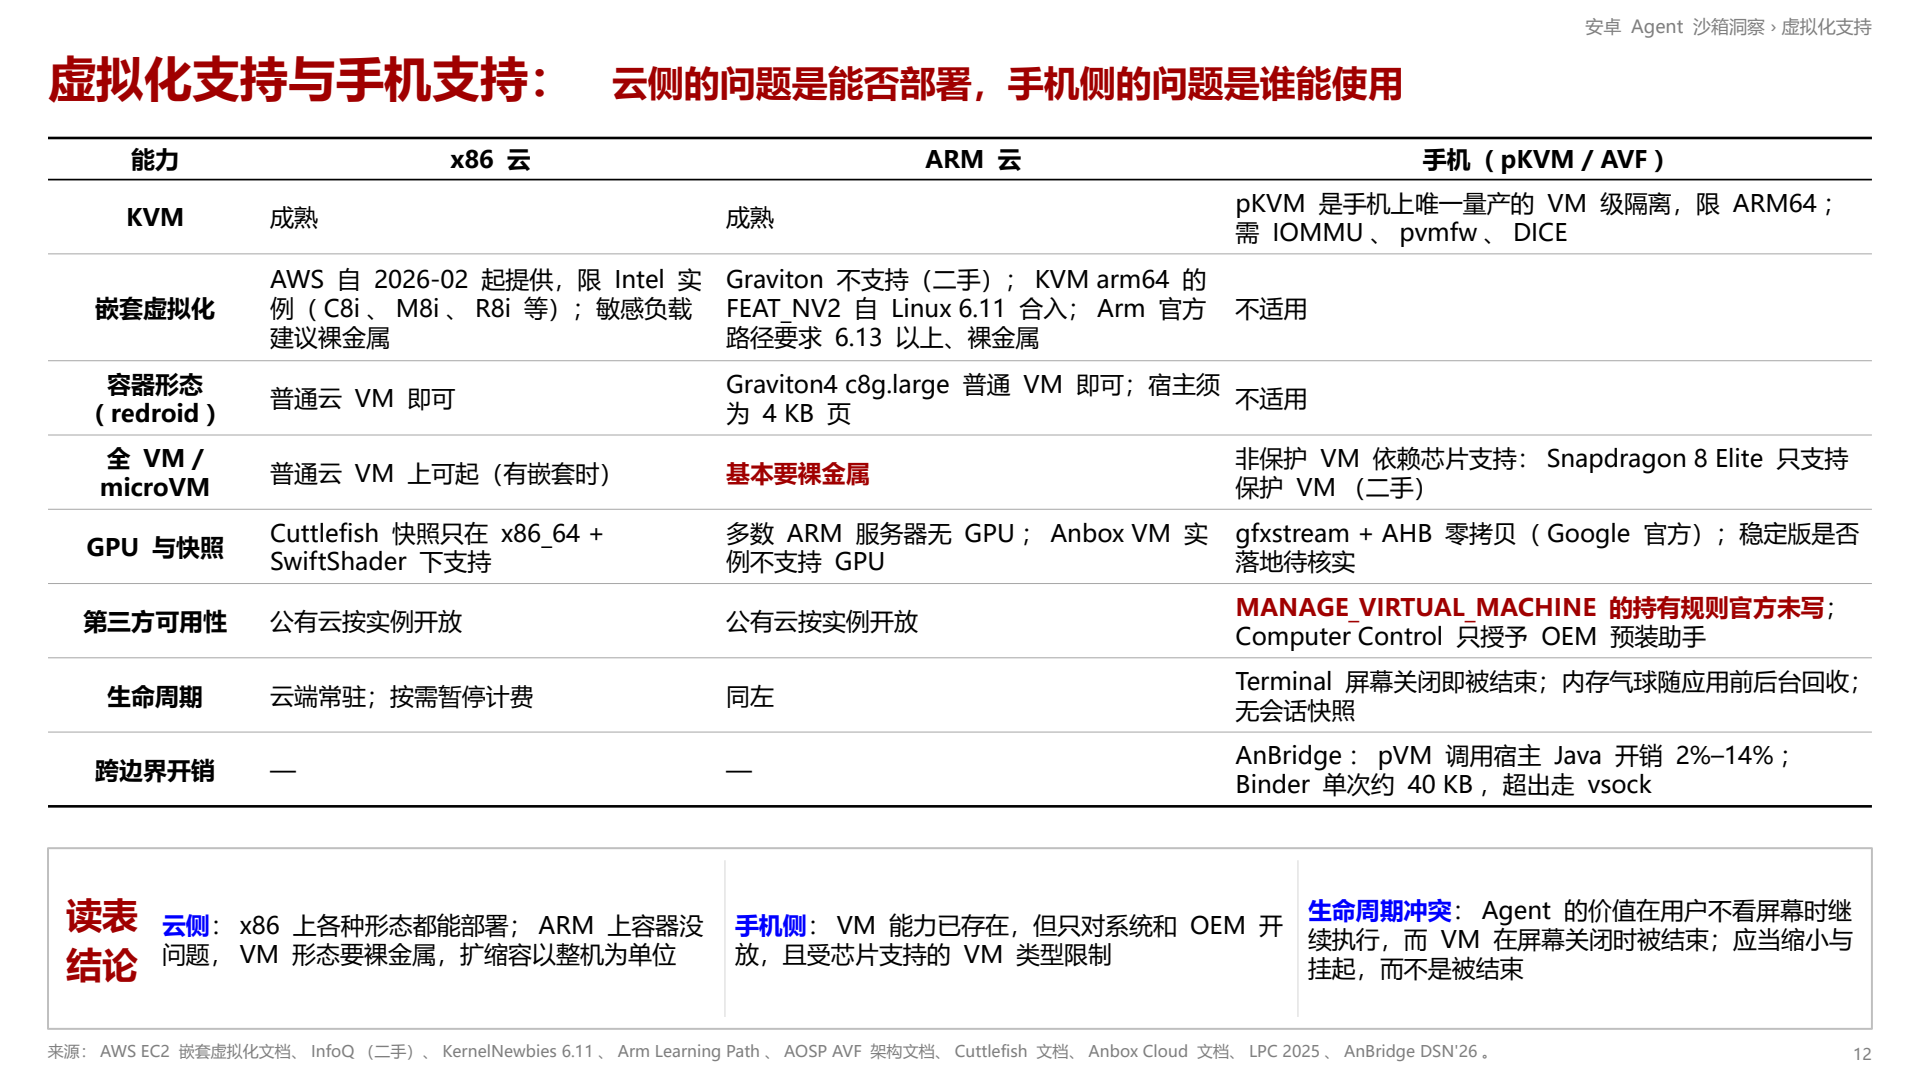 安卓 Agent 沙箱洞察 › 虚拟化支持
虚拟化支持与手机支持： 云侧的问题是能否部署，手机侧的问题是谁能使用
能力 x86 云 ARM 云 手机（pKVM / AVF）
KVM 成熟 成熟 pKVM 是手机上唯一量产的 VM 级隔离，限 ARM64；
需 IOMMU、pvmfw、DICE
嵌套虚拟化
AWS 自 2026-02 起提供，限 Intel 实
例（C8i、M8i、R8i 等）；敏感负载
建议裸金属
Graviton 不支持（二手）；KVM arm64 的
FEAT_NV2 自 Linux 6.11 合入；Arm 官方
路径要求 6.13 以上、裸金属
不适用
容器形态
（redroid）
普通云 VM 即可
Graviton4 c8g.large 普通 VM 即可；宿主须
为 4 KB 页
不适用
全 VM /
microVM
普通云 VM 上可起（有嵌套时）
基本要裸金属
非保护 VM 依赖芯片支持：Snapdragon 8 Elite 只支持
保护 VM（二手）
GPU 与快照
Cuttlefish 快照只在 x86_64 +
SwiftShader 下支持
多数 ARM 服务器无 GPU；Anbox VM 实
例不支持 GPU
gfxstream + AHB 零拷贝（Google 官方）；稳定版是否
落地待核实
第三方可用性
公有云按实例开放
公有云按实例开放
MANAGE_VIRTUAL_MACHINE 的持有规则官方未写；
Computer Control 只授予 OEM 预装助手
生命周期
云端常驻；按需暂停计费
同左
Terminal 屏幕关闭即被结束；内存气球随应用前后台回收；
无会话快照
跨边界开销
—
—
AnBridge：pVM 调用宿主 Java 开销 2%–14%；
Binder 单次约 40 KB，超出走 vsock
读表
结论
云侧：x86 上各种形态都能部署；ARM 上容器没
问题，VM 形态要裸金属，扩缩容以整机为单位
手机侧：VM 能力已存在，但只对系统和 OEM 开
放，且受芯片支持的 VM 类型限制
生命周期冲突：Agent 的价值在用户不看屏幕时继
续执行，而 VM 在屏幕关闭时被结束；应当缩小与
挂起，而不是被结束
来源：AWS EC2 嵌套虚拟化文档、InfoQ（二手）、KernelNewbies 6.11、Arm Learning Path、AOSP AVF 架构文档、Cuttlefish 文档、Anbox Cloud 文档、LPC 2025、AnBridge DSN'26。
12